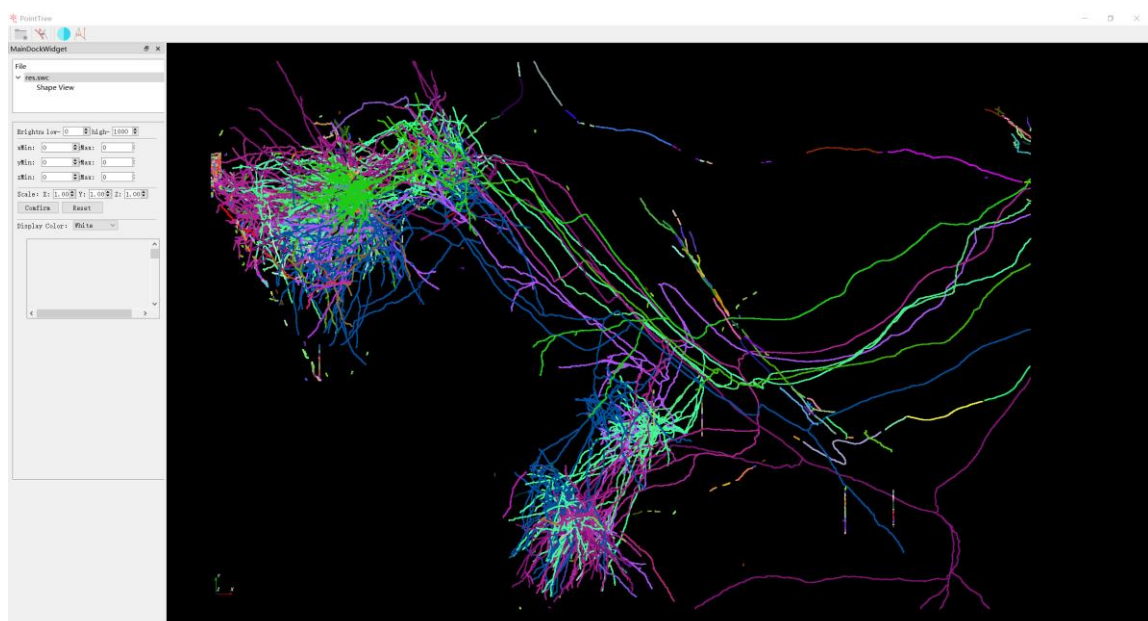 PointTree
MainDockWidget
File
res.swc
Shape View
Brightns low- 0 high- 1000
xMin: 0 Max: 0
yMin: 0 Max: 0
zMin: 0 Max: 0
Scale: X: 1.00 Y: 1.00 Z: 1.00
Confirm Reset
Display Color: White